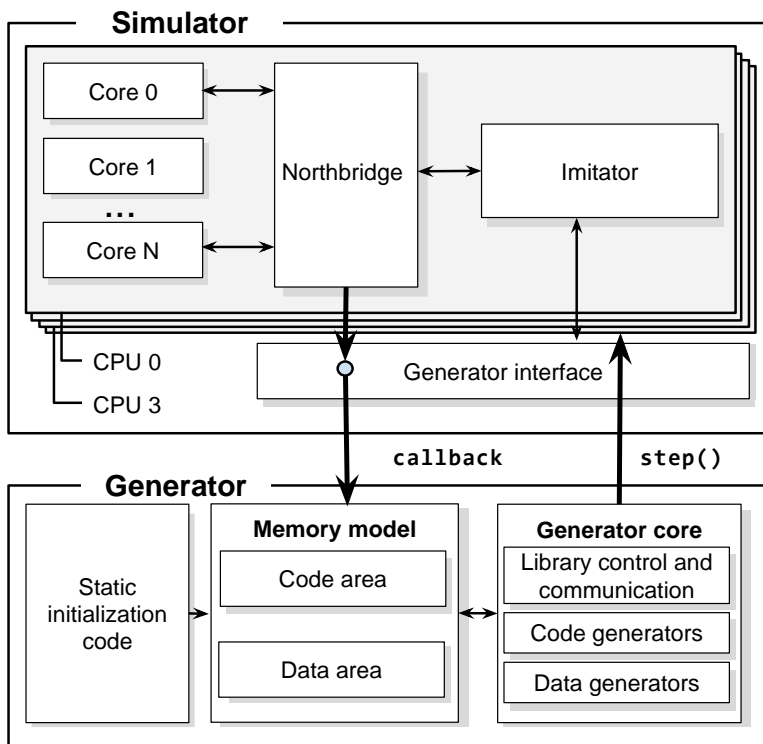 Simulator
Core 0
Core 1
...
Core N
Northbridge
Imitator
CPU 0
CPU 3
Generator interface
callback
step()
Generator
Static
initialization
code
Memory model
Code area
Data area
Generator core
Library control and
communication
Code generators
Data generators